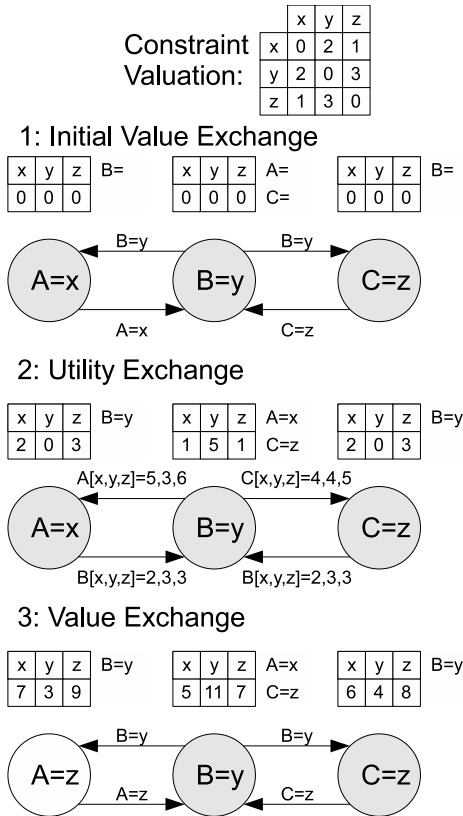 x y z
Constraint x 0 2 1
Valuation: y 2 0 3
z 1 3 0
1: Initial Value Exchange
x y z B= x y z A= x y z B=
0 0 0 0 0 0 C= 0 0 0
B=y B=y
A=x B=y C=z
A=x C=z
2: Utility Exchange
x y z B=y x y z A=x x y z B=y
2 0 3 1 5 1 C=z 2 0 3
A[x,y,z]=5,3,6 C[x,y,z]=4,4,5
A=x B=y C=z
B[x,y,z]=2,3,3 B[x,y,z]=2,3,3
3: Value Exchange
x y z B=y x y z A=x x y z B=y
7 3 9 5 11 7 C=z 6 4 8
B=y B=y
A=z B=y C=z
A=z C=z